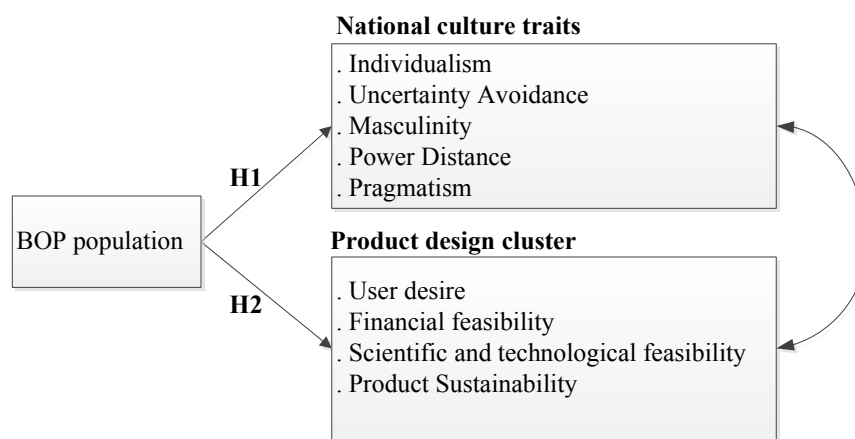 National culture traits
. Individualism
. Uncertainty Avoidance
. Masculinity
. Power Distance
. Pragmatism
H1
BOP population
Product design cluster
H2
. User desire
. Financial feasibility
. Scientific and technological feasibility
. Product Sustainability